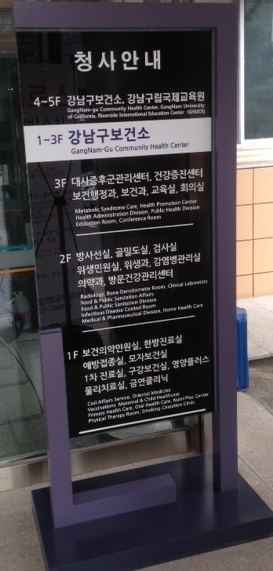 청사안내
4~5F 강남구보건소, 강남구립국제교육원
GangNam-gu Community Health Center, GangNam University
of California, Riverside International Education Center (GNUCR)
1~3F 강남구보건소
GangNam-Gu Community Health Center
3F 대사증후군관리센터, 건강증진센터
보건행정과, 보건과, 교육실, 회의실
Metabolic Syndrome Care, Health Promotion Center
Health Administration Division, Public Health Division
Education Room, Conference Room
2F 방사선실, 골밀도실, 검사실
위생민원실, 위생과, 감염병관리실
의약과, 방문건강관리센터
Radiology, Bone Densitometry Room, Clinical Laboratory
Food & Public Sanitation Affairs
Food & Public Sanitation Division
Infectious Disease Control Room
Medical & Pharmaceutical Division, Home Health Care
1F 보건의약민원실, 한방진료실
예방접종실, 모자보건실
1차 진료실, 구강보건실, 영양플러스
물리치료실, 금연클리닉
Civil Affairs Service, Oriental Medicine
Vaccinations, Maternal & Child Healthcare
Primary Health Care, Oral Health Care, Nutri-Plus Center
Physical Therapy Room, Smoking Cessation Clinic